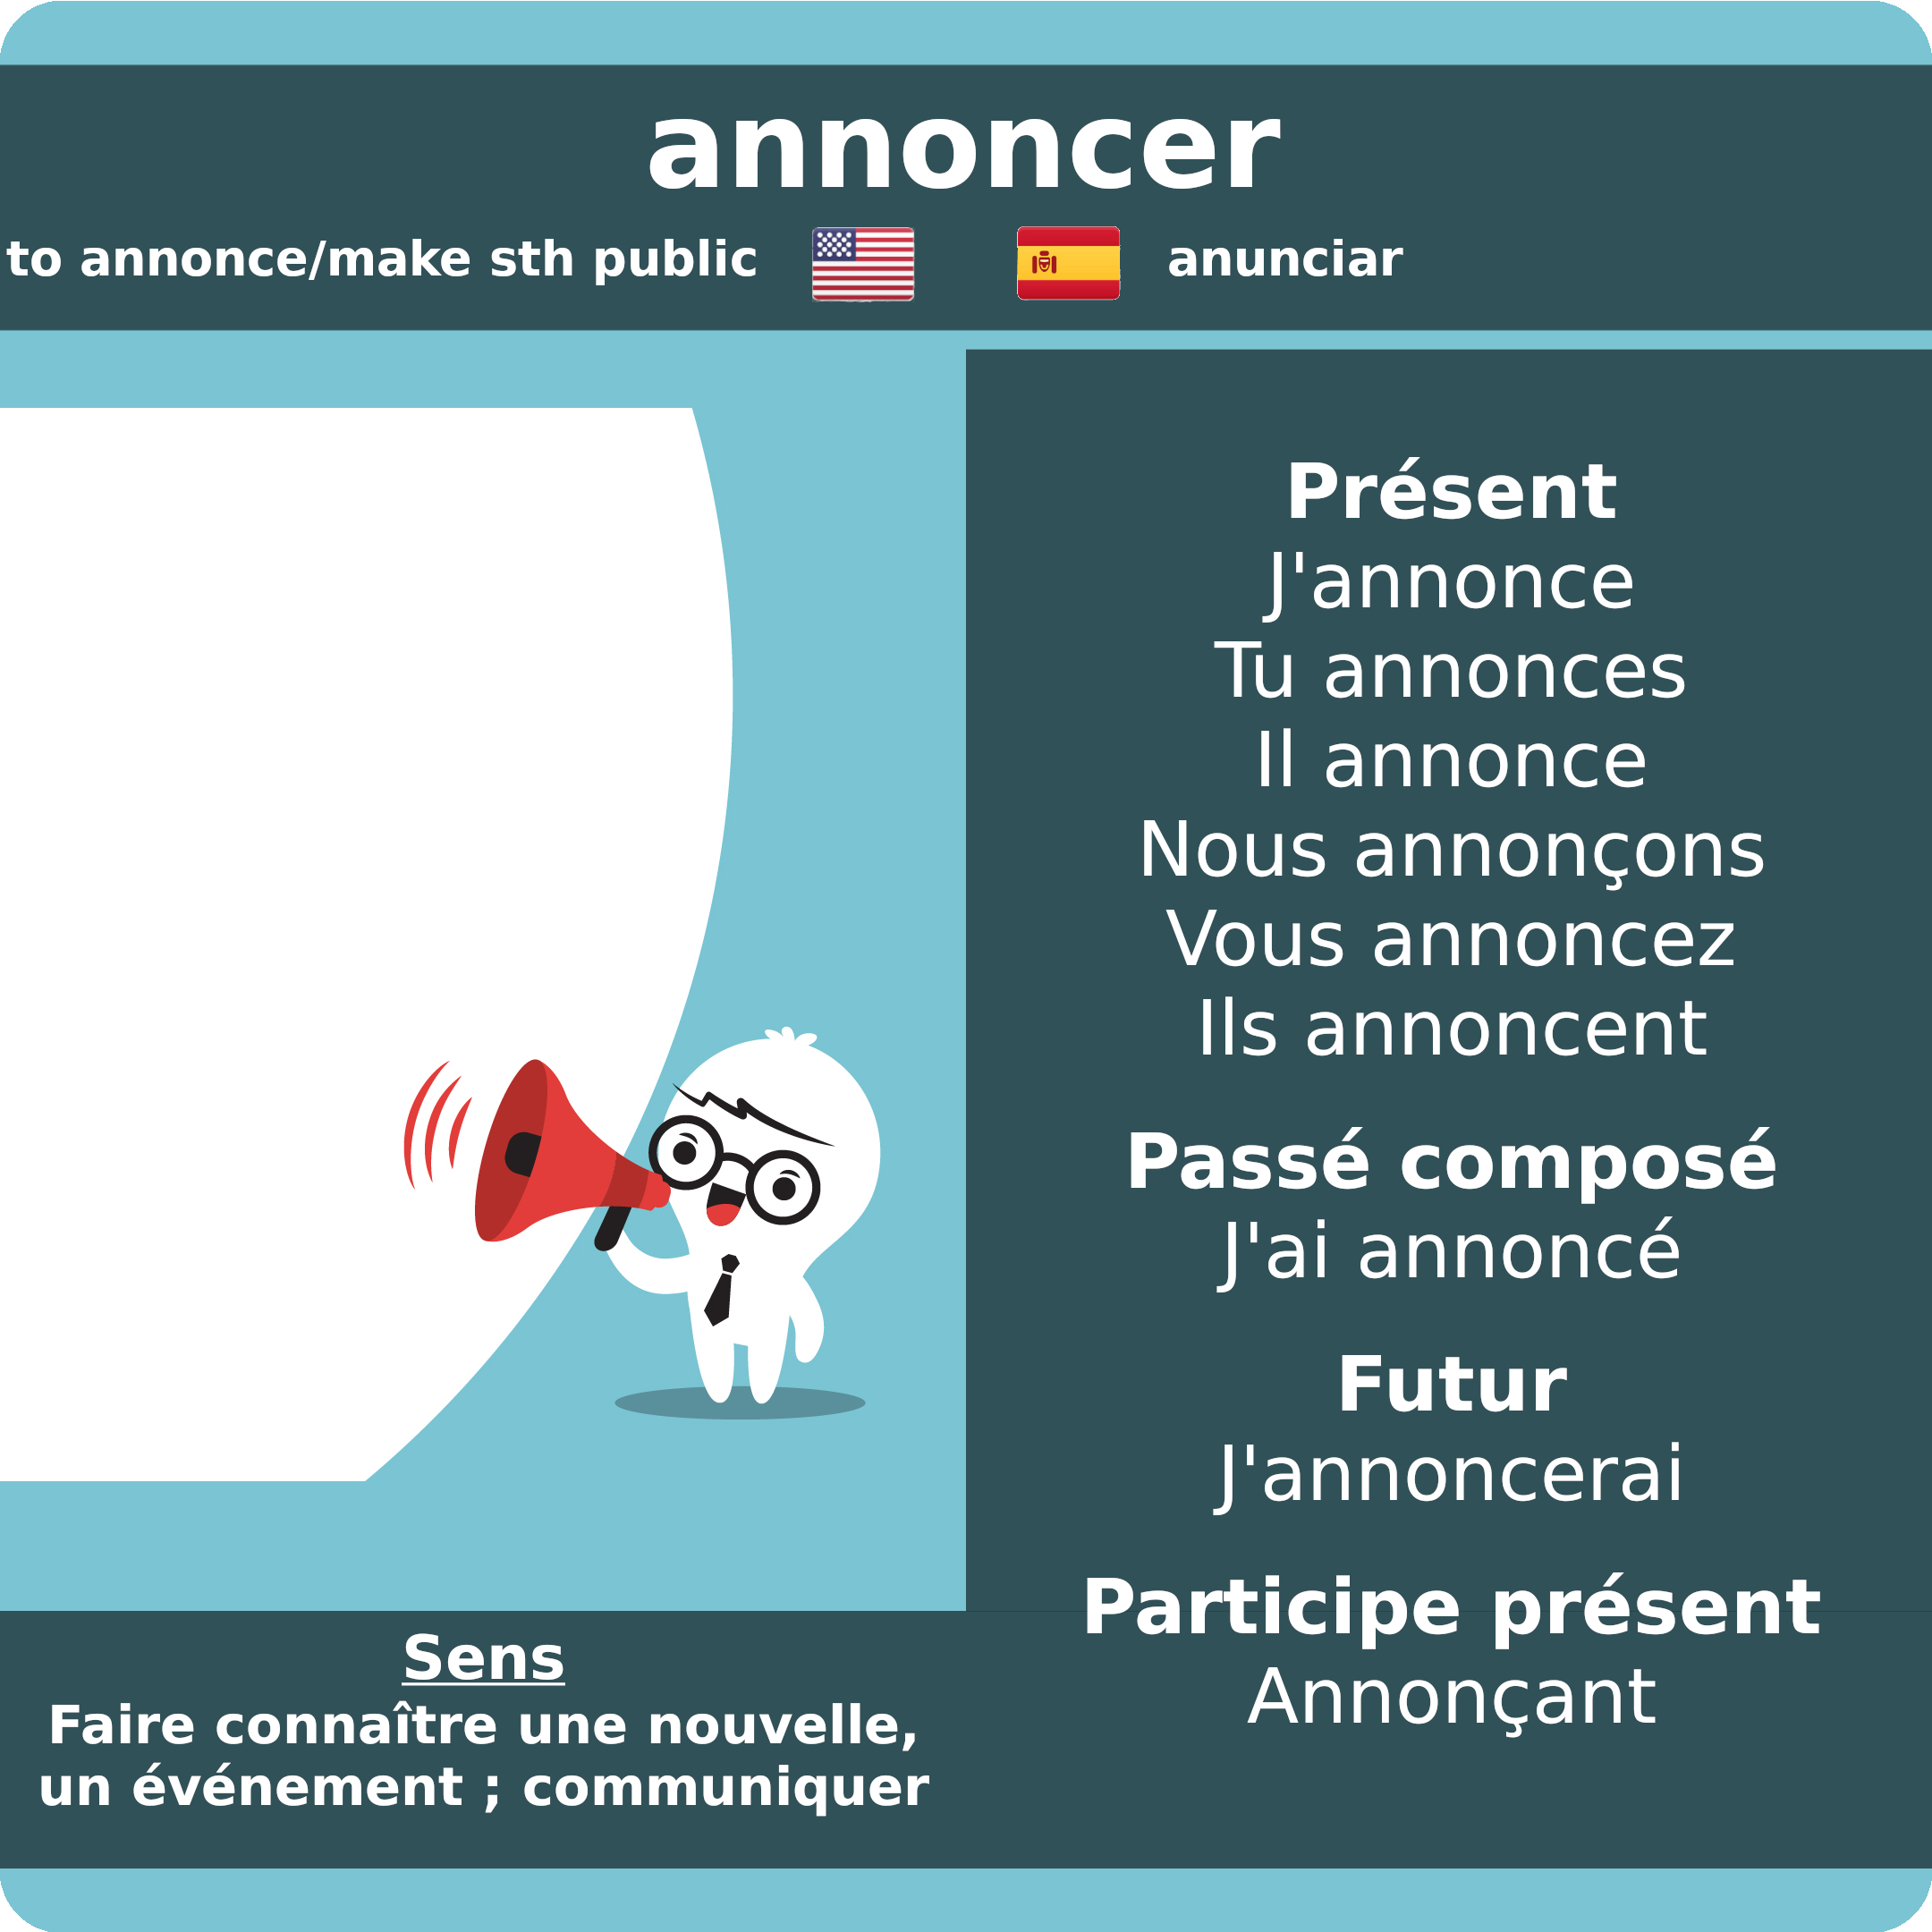 annoncer
to annonce/make sth public
anunciar
Présent
J'annonce
Tu annonces
Il annonce
Nous annonçons
Vous annoncez
Ils annoncent
Passé composé
J'ai annoncé
Futur
J'annoncerai
Participe présent
Annonçant
Sens
Faire connaître une nouvelle,
un événement ; communiquer